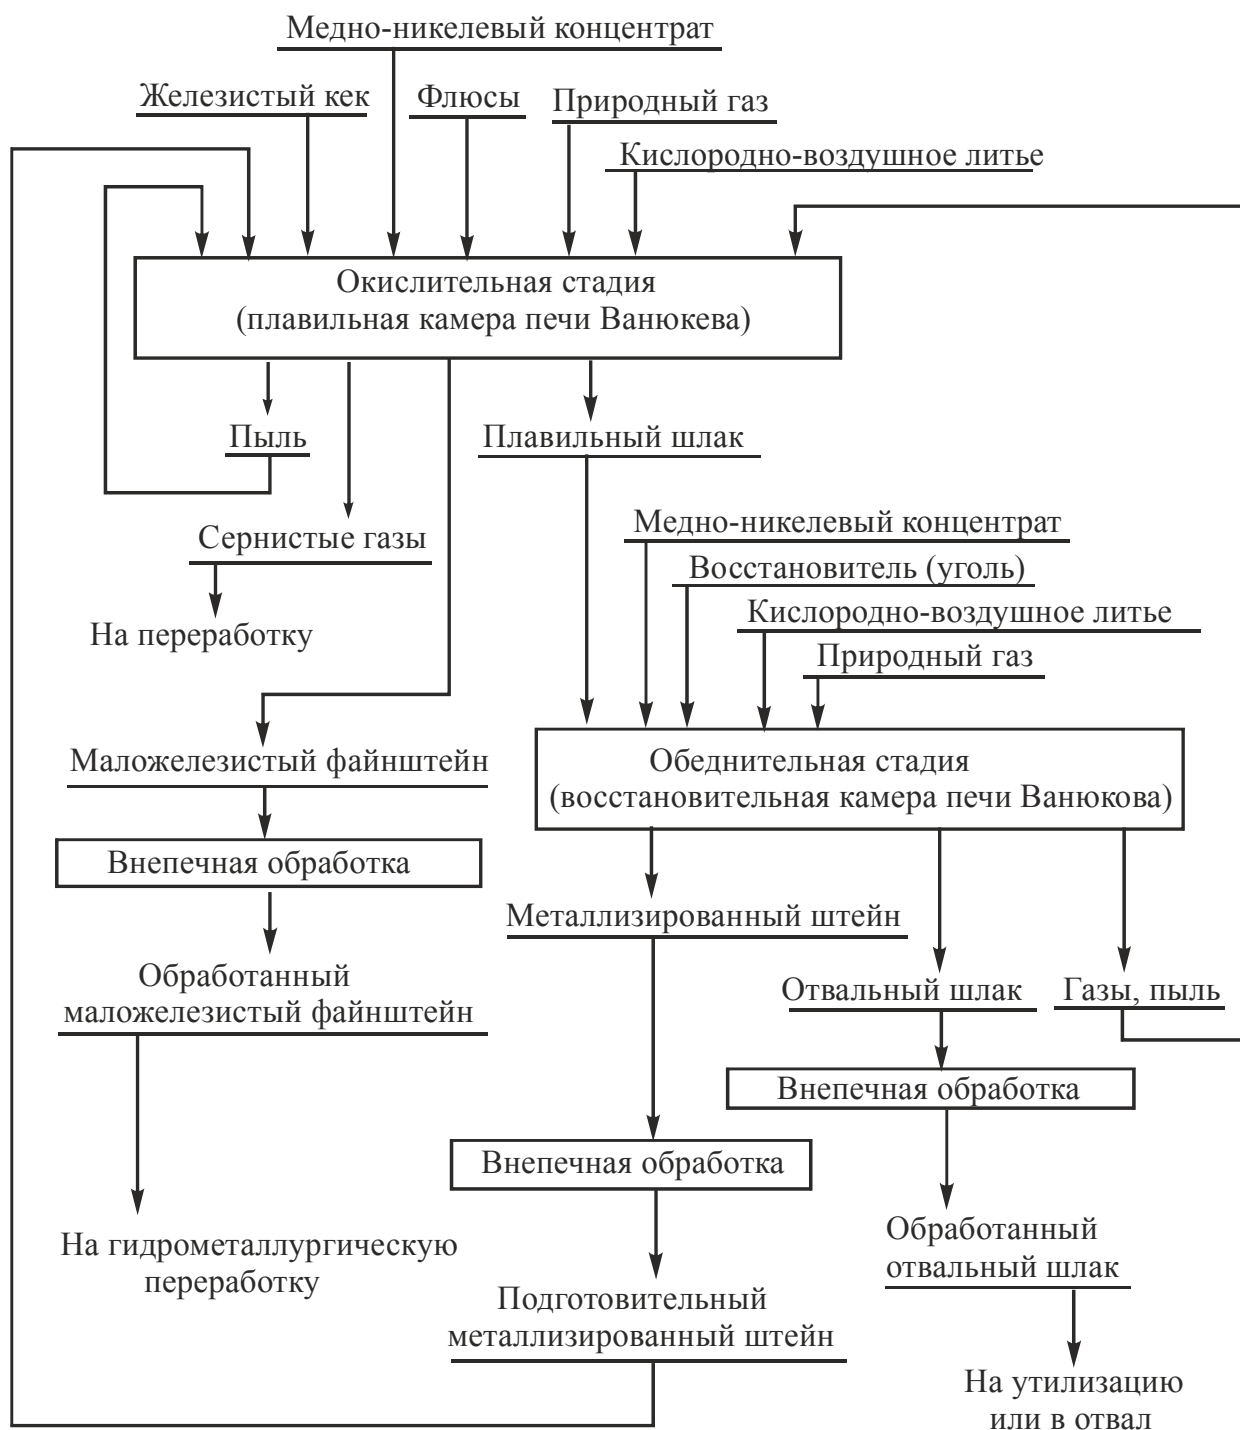 Медно-никелевый концентрат
Железистый кек
Флюсы
Природный газ
Кислородно-воздушное литье
Окислительная стадия
(плавильная камера печи Ванюкева)
Пыль
Плавильный шлак
Сернистые газы
На переработку
Медно-никелевый концентрат
Восстановитель (уголь)
Кислородно-воздушное литье
Природный газ
Маложелезистый файнштейн
Обеднительная стадия
(восстановительная камера печи Ванюкова)
Внепечная обработка
Металлизированный штейн
Обработанный
маложелезистый файнштейн
Отвальный шлак
Газы, пыль
Внепечная обработка
Внепечная обработка
На гидрометаллургическую
переработку
Обработанный
отвальный шлак
Подготовительный
металлизированный штейн
На утилизацию
или в отвал